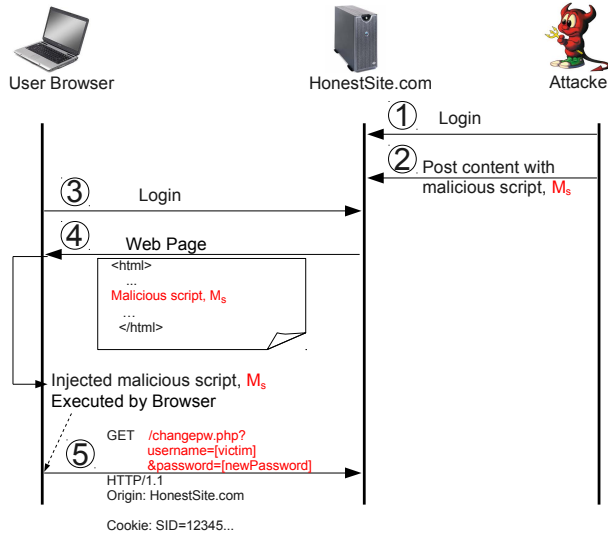 User Browser
HonestSite.com
Attacke
① Login
② Post content with
malicious script, Ms
③ Login
④ Web Page
<html>
...
Malicious script, Ms
...
</html>
Injected malicious script, Ms
Executed by Browser
⑤ GET /changepw.php?
username=[victim]
&password=[newPassword]
HTTP/1.1
Origin: HonestSite.com
Cookie: SID=12345...